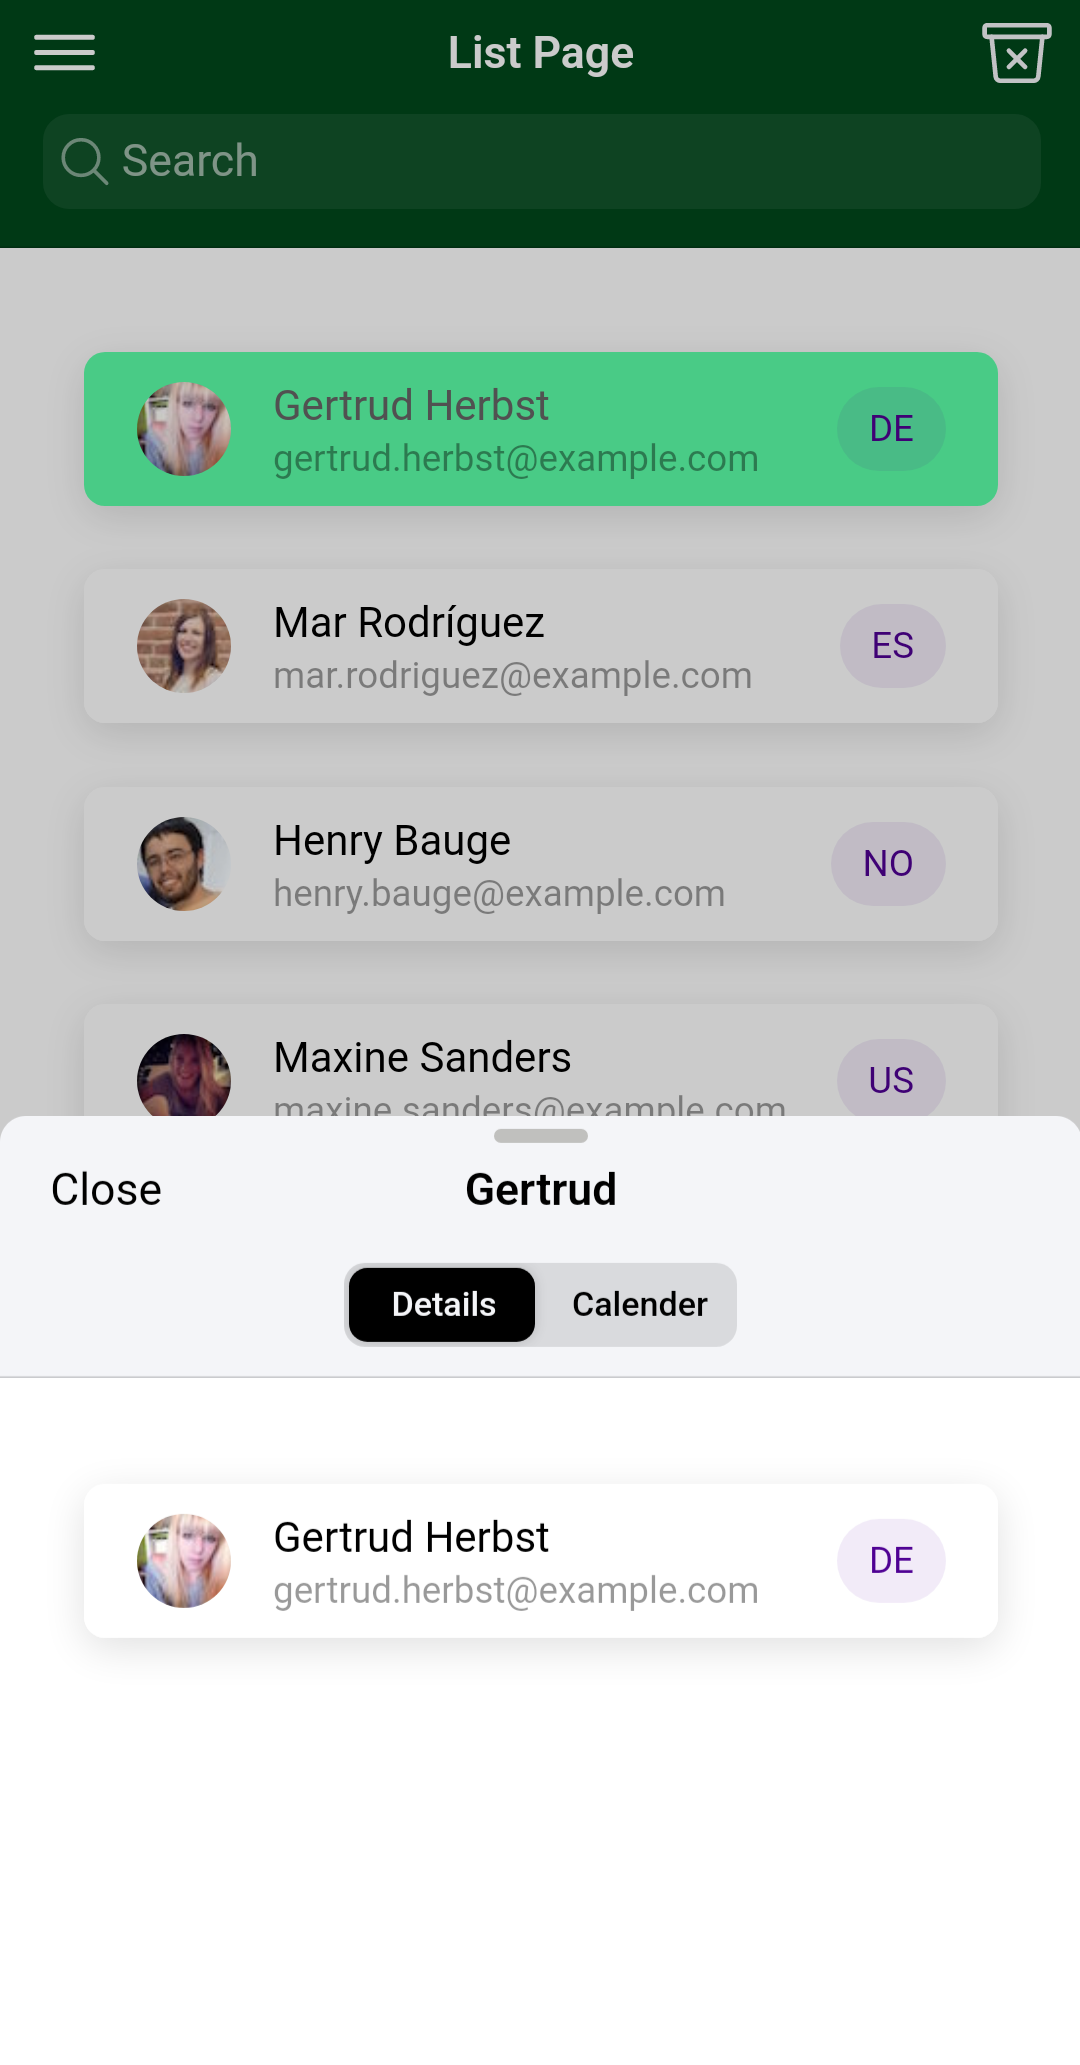 List Page
Search
Gertrud Herbst
gertrud.herbst@example.com
DE
Mar Rodríguez
mar.rodriguez@example.com
ES
Henry Bauge
henry.bauge@example.com
NO
Maxine Sanders
maxine.sanders@example.com
US
Close
Gertrud
Details
Calender
Gertrud Herbst
gertrud.herbst@example.com
DE